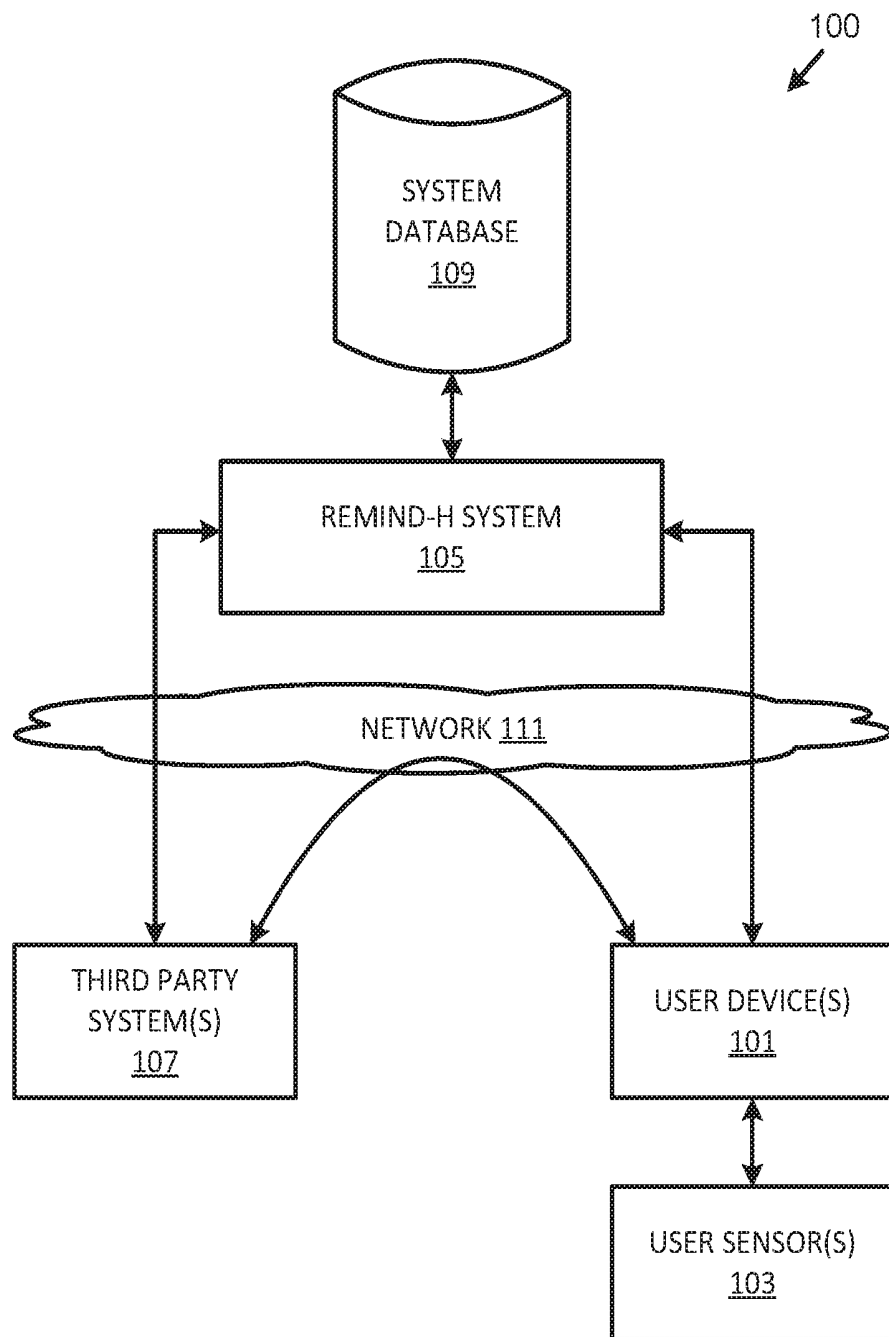 100
SYSTEM
DATABASE
109
REMIND-H SYSTEM
105
NETWORK 111
THIRD PARTY
SYSTEM(S)
107
USER DEVICE(S)
101
USER SENSOR(S)
103